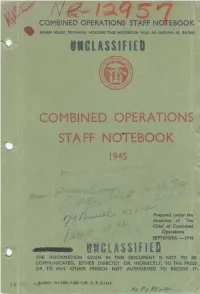 R-12957
COMBINED OPERATIONS STAFF NOTEBOOK
WHEN ISSUED TO NAVAL HOLDERS THIS NOTEBOOK WILL BE KNOWN AS
UNCLASSIFIED
COMBINED OPERATIONS
STAFF NOTEBOOK
1945
Prepared under the
direction of The
Chief of Combined
Operations
SEPTEMBER—1945
UNCLASSIFIED
THE INFORMATION GIVEN IN THIS DOCUMENT IS NOT TO BE
COMMUNICATED, EITHER DIRECTLY OR INDIRECTLY, TO THE PRESS
OR TO ANY OTHER PERSON NOT AUTHORISED TO RECEIVE IT.